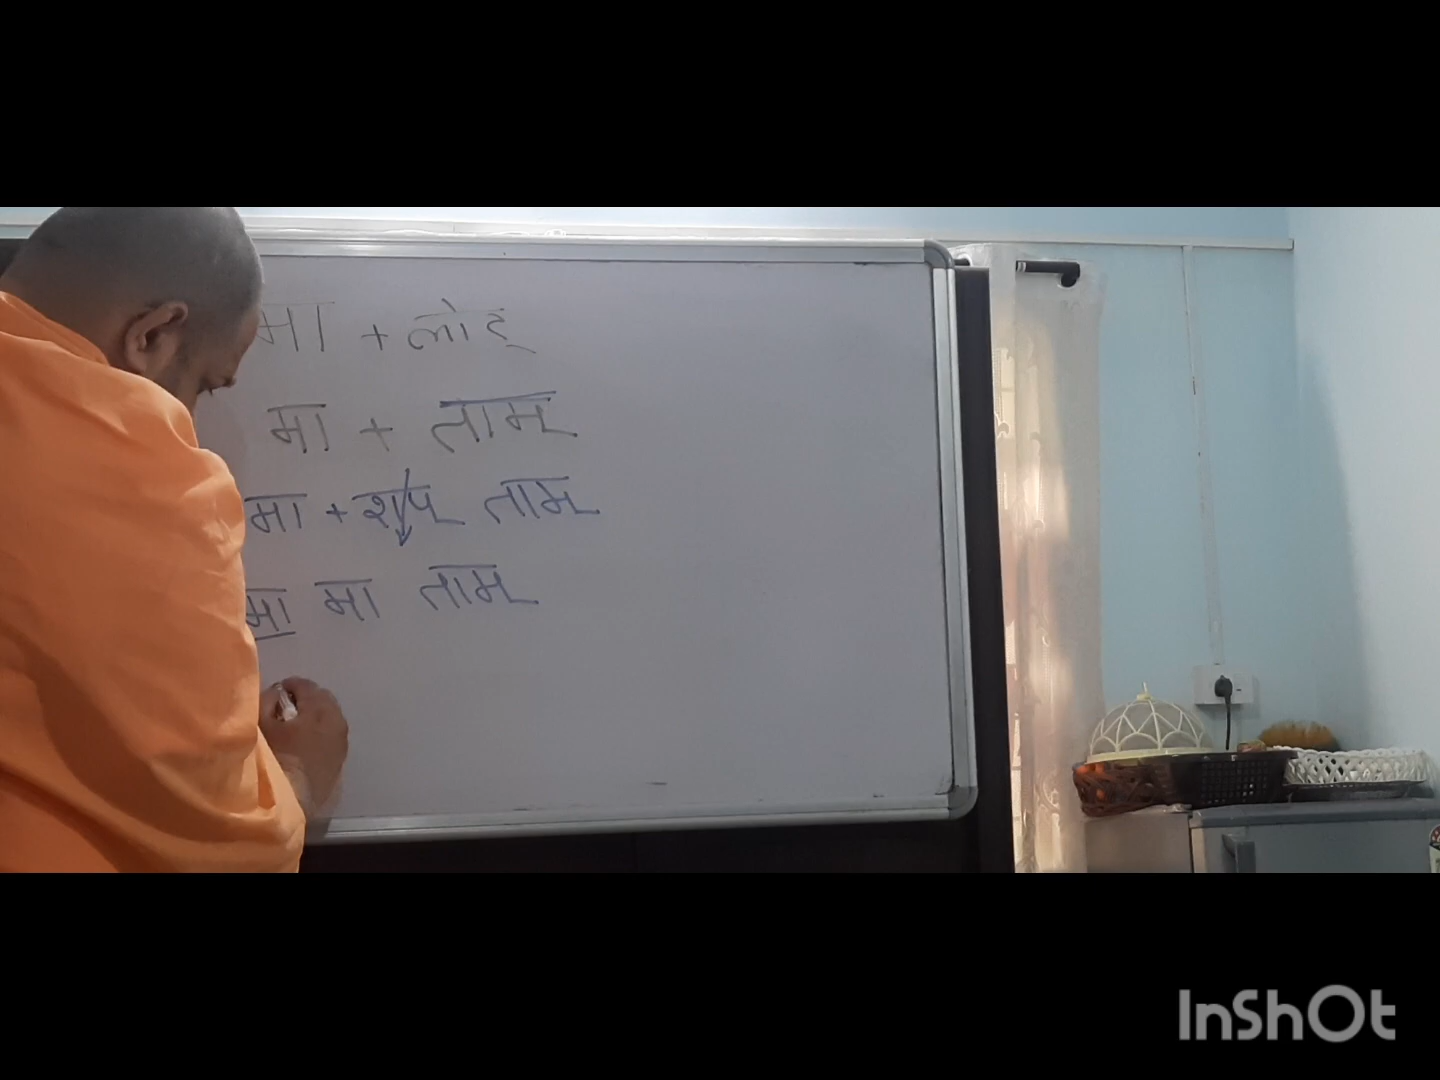 मा + लोट्
मा + ताम्
मा + शप् ताम्
मा मा ताम्
InShOt